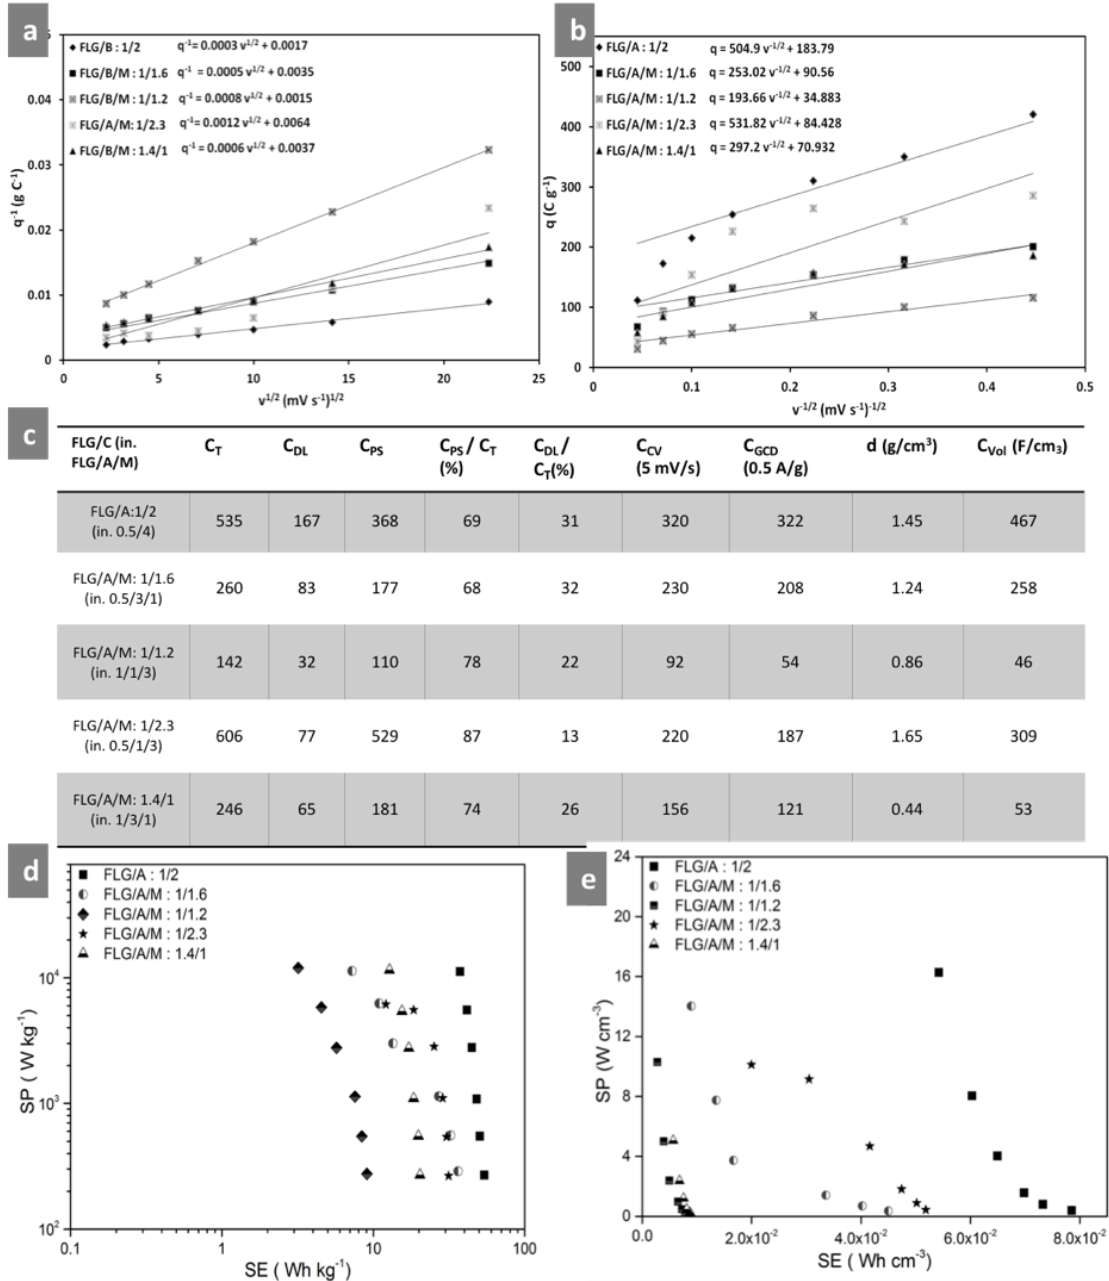 a
FLG/B : 1/2 q⁻¹= 0.0003 v¹/² + 0.0017
FLG/B/M : 1/1.6 q⁻¹ = 0.0005 v¹/² + 0.0035
FLG/B/M : 1/1.2 q⁻¹ = 0.0008 v¹/² + 0.0015
FLG/A/M: 1/2.3 q⁻¹= 0.0012 v¹/² + 0.0064
FLG/B/M : 1.4/1 q⁻¹ = 0.0006 v¹/² + 0.0037
0.04
0.03
0.02
0.01
0
q⁻¹ (g C⁻¹)
0 5 10 15 20 25
v¹/² (mV s⁻¹)¹/²
b
FLG/A : 1/2 q = 504.9 v⁻¹/² + 183.79
FLG/A/M : 1/1.6 q = 253.02 v⁻¹/² + 90.56
FLG/A/M : 1/1.2 q = 193.66 v⁻¹/² + 34.883
FLG/A/M : 1/2.3 q = 531.82 v⁻¹/² + 84.428
FLG/A/M : 1.4/1 q = 297.2 v⁻¹/² + 70.932
500
400
300
200
100
0
q (C g⁻¹)
0 0.1 0.2 0.3 0.4 0.5
v⁻¹/² (mV s⁻¹)⁻¹/²
c
FLG/C (in. FLG/A/M) C_T C_DL C_PS C_PS / C_T (%) C_DL / C_T(%) C_CV (5 mV/s) C_GCD (0.5 A/g) d (g/cm³) C_Vol (F/cm₃)
FLG/A:1/2 (in. 0.5/4) 535 167 368 69 31 320 322 1.45 467
FLG/A/M: 1/1.6 (in. 0.5/3/1) 260 83 177 68 32 230 208 1.24 258
FLG/A/M: 1/1.2 (in. 1/1/3) 142 32 110 78 22 92 54 0.86 46
FLG/A/M: 1/2.3 (in. 0.5/1/3) 606 77 529 87 13 220 187 1.65 309
FLG/A/M: 1.4/1 (in. 1/3/1) 246 65 181 74 26 156 121 0.44 53
d
FLG/A : 1/2
FLG/A/M : 1/1.6
FLG/A/M : 1/1.2
FLG/A/M : 1/2.3
FLG/A/M : 1.4/1
10⁴
10³
10²
SP ( W kg⁻¹)
0.1 1 10 100
SE ( Wh kg⁻¹)
e
FLG/A : 1/2
FLG/A/M : 1/1.6
FLG/A/M : 1/1.2
FLG/A/M : 1/2.3
FLG/A/M : 1.4/1
24
20
16
12
8
4
0
SP (W cm⁻³)
0.0 2.0x10⁻² 4.0x10⁻² 6.0x10⁻² 8.0x10⁻²
SE ( Wh cm⁻³)